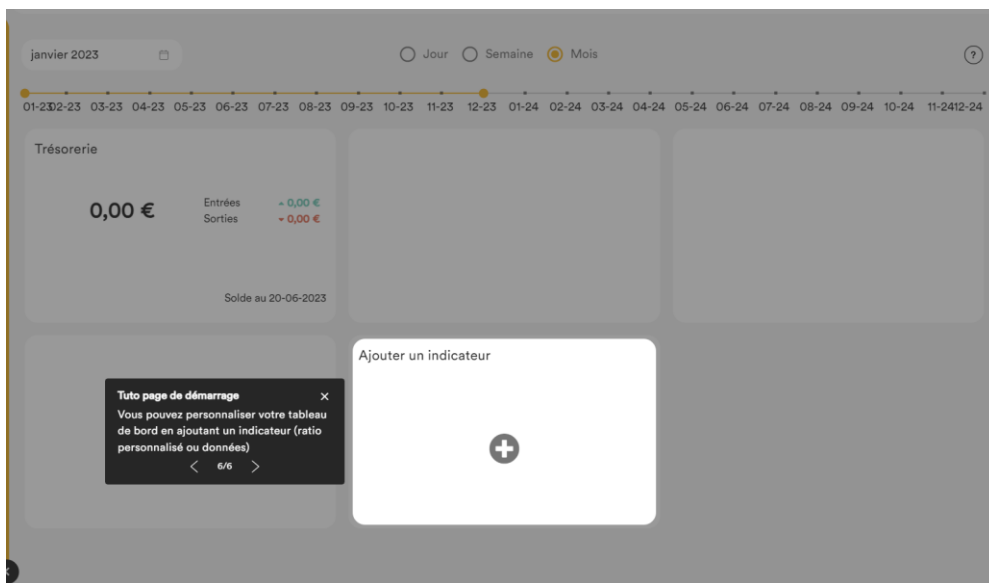 janvier 2023
Jour Semaine Mois
?
01-23 02-23 03-23 04-23 05-23 06-23 07-23 08-23 09-23 10-23 11-23 12-23 01-24 02-24 03-24 04-24 05-24 06-24 07-24 08-24 09-24 10-24 11-24 12-24
Trésorerie
0,00 €
Entrées 0,00 €
Sorties 0,00 €
Solde au 20-06-2023
Ajouter un indicateur
Tuto page de démarrage
Vous pouvez personnaliser votre tableau
de bord en ajoutant un indicateur (ratio
personnalisé ou données)
6/6